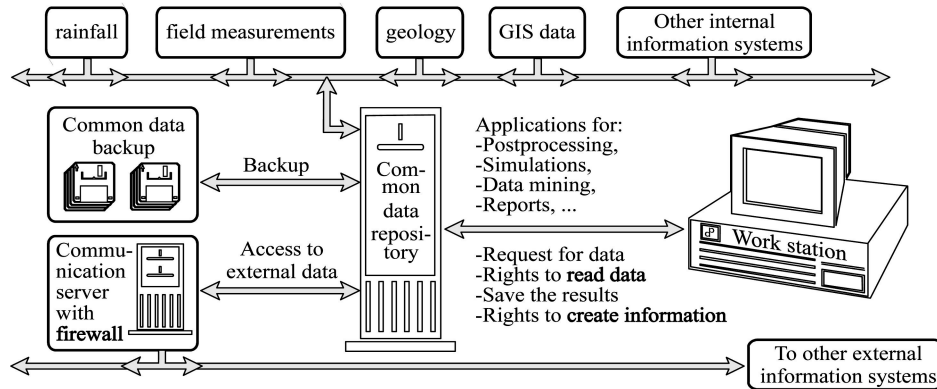 rainfall
field measurements
geology
GIS data
Other internal
information systems
Common data
backup
Backup
Com-
mon
data
reposi-
tory
Applications for:
-Postprocessing,
-Simulations,
-Data mining,
-Reports, ...
Work station
Commu-
nication
server
with
firewall
Access to
external data
-Request for data
-Rights to read data
-Save the results
-Rights to create information
To other external
information systems